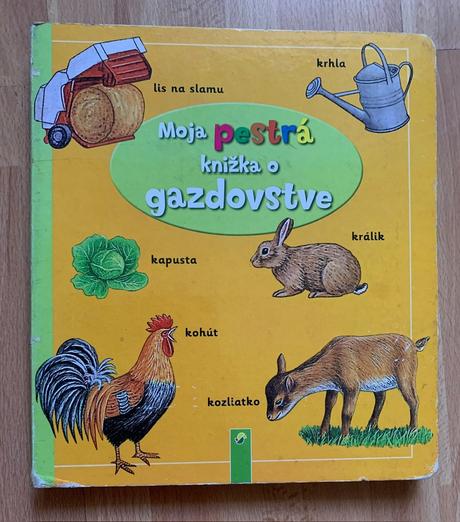 krhla
lis na slamu
Moja pestrá
knižka o
gazdovstve
králik
kapusta
kohút
kozliatko